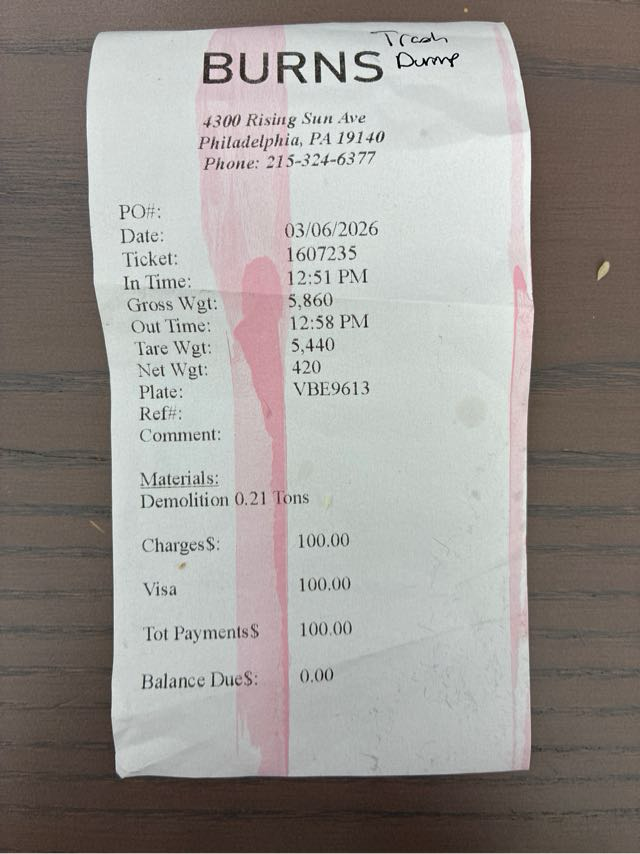 Trash
Dump
BURNS
4300 Rising Sun Ave
Philadelphia, PA 19140
Phone: 215-324-6377
PO#:
Date: 03/06/2026
Ticket: 1607235
In Time: 12:51 PM
Gross Wgt: 5,860
Out Time: 12:58 PM
Tare Wgt: 5,440
Net Wgt: 420
Plate: VBE9613
Ref#:
Comment:
Materials:
Demolition 0.21 Tons
Charges$: 100.00
Visa 100.00
Tot Payments$ 100.00
Balance Due$: 0.00